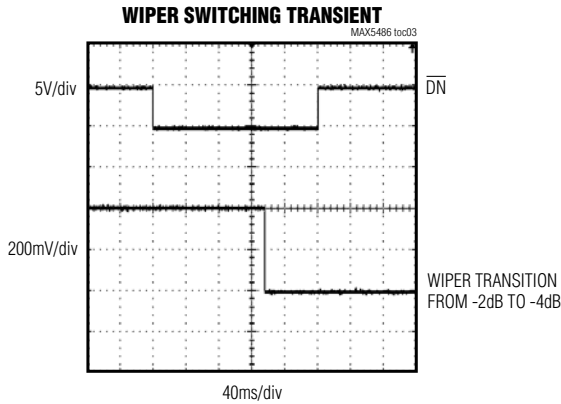 WIPER SWITCHING TRANSIENT
MAX5486 toc03
5V/div
DN
200mV/div
WIPER TRANSITION
FROM -2dB TO -4dB
40ms/div